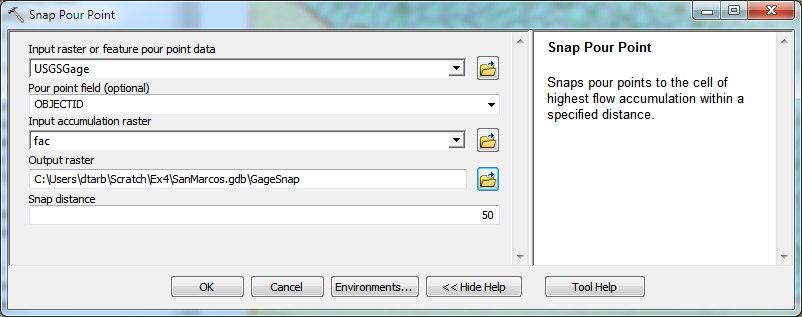 Snap Pour Point
Input raster or feature pour point data
USGSGage
Pour point field (optional)
OBJECTID
Input accumulation raster
fac
Output raster
C:\Users\dtarb\Scratch\Ex4\SanMarcos.gdb\GageSnap
Snap distance
50
Snap Pour Point
Snaps pour points to the cell of
highest flow accumulation within a
specified distance.
OK
Cancel
Environments...
<< Hide Help
Tool Help